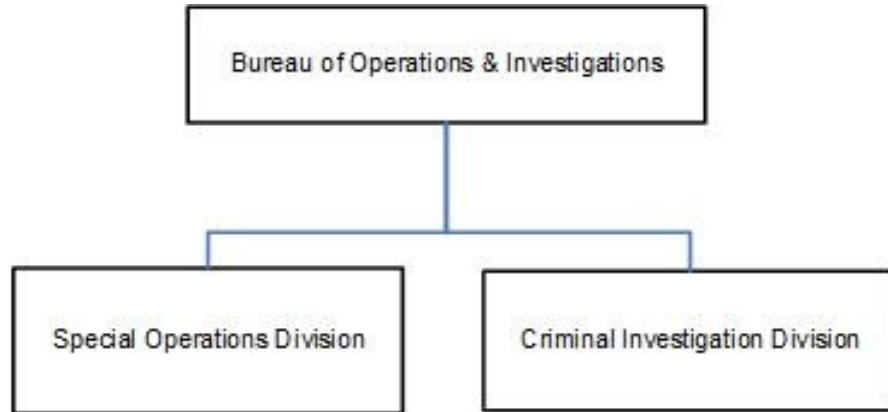 Bureau of Operations & Investigations
Special Operations Division
Criminal Investigation Division